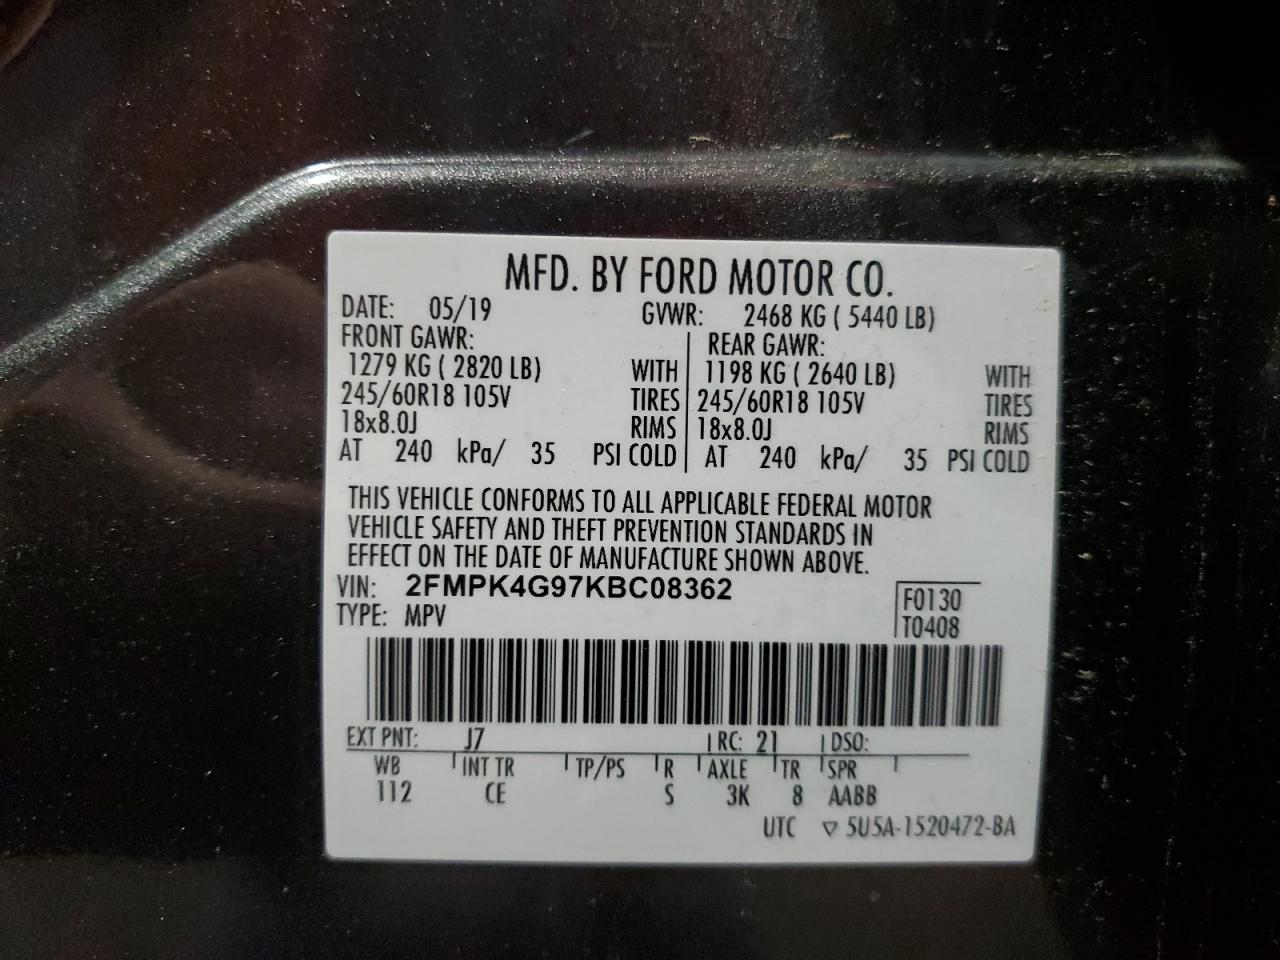 MFD. BY FORD MOTOR CO.
DATE: 05/19 GVWR: 2468 KG ( 5440 LB)
FRONT GAWR: REAR GAWR:
1279 KG ( 2820 LB) WITH 1198 KG ( 2640 LB) WITH
245/60R18 105V TIRES 245/60R18 105V TIRES
18x8.0J RIMS 18x8.0J RIMS
AT 240 kPa/ 35 PSI COLD AT 240 kPa/ 35 PSI COLD
THIS VEHICLE CONFORMS TO ALL APPLICABLE FEDERAL MOTOR
VEHICLE SAFETY AND THEFT PREVENTION STANDARDS IN
EFFECT ON THE DATE OF MANUFACTURE SHOWN ABOVE.
VIN: 2FMPK4G97KBC08362
TYPE: MPV
F0130
T0408
EXT PNT: J7 RC: 21 DSO:
WB INT TR TP/PS R AXLE TR SPR
112 CE S 3K 8 AABB
UTC ▽ 5U5A-1520472-BA